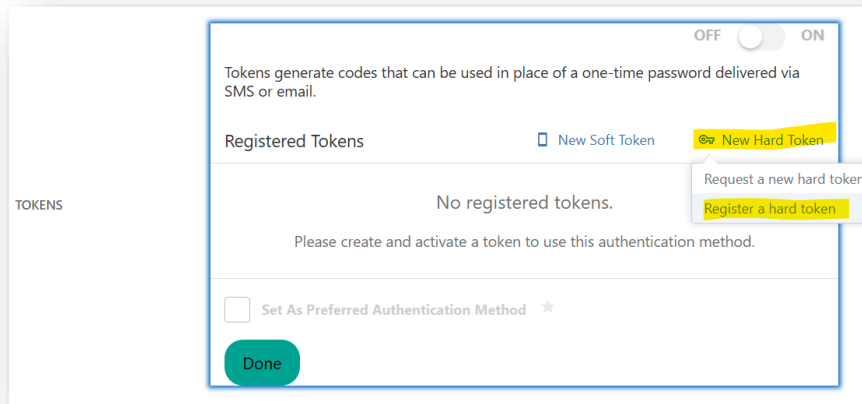 OFF ON
Tokens generate codes that can be used in place of a one-time password delivered via
SMS or email.
Registered Tokens New Soft Token New Hard Token
Request a new hard token
Register a hard token
TOKENS
No registered tokens.
Please create and activate a token to use this authentication method.
Set As Preferred Authentication Method
Done